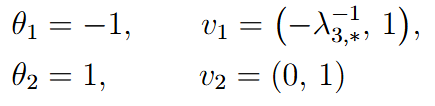 θ₁ = −1, v₁ = (−λ₃,∗⁻¹, 1),
θ₂ = 1, v₂ = (0, 1)